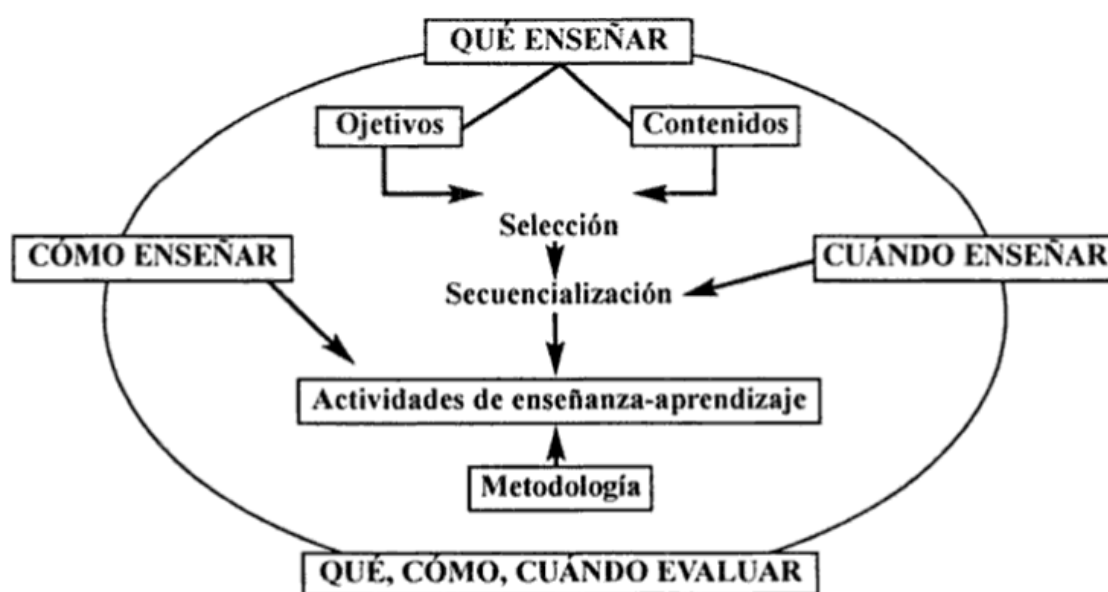 QUÉ ENSEÑAR
Ojetivos
Contenidos
Selección
CÓMO ENSEÑAR
CUÁNDO ENSEÑAR
Secuencialización
Actividades de enseñanza-aprendizaje
Metodología
QUÉ, CÓMO, CUÁNDO EVALUAR